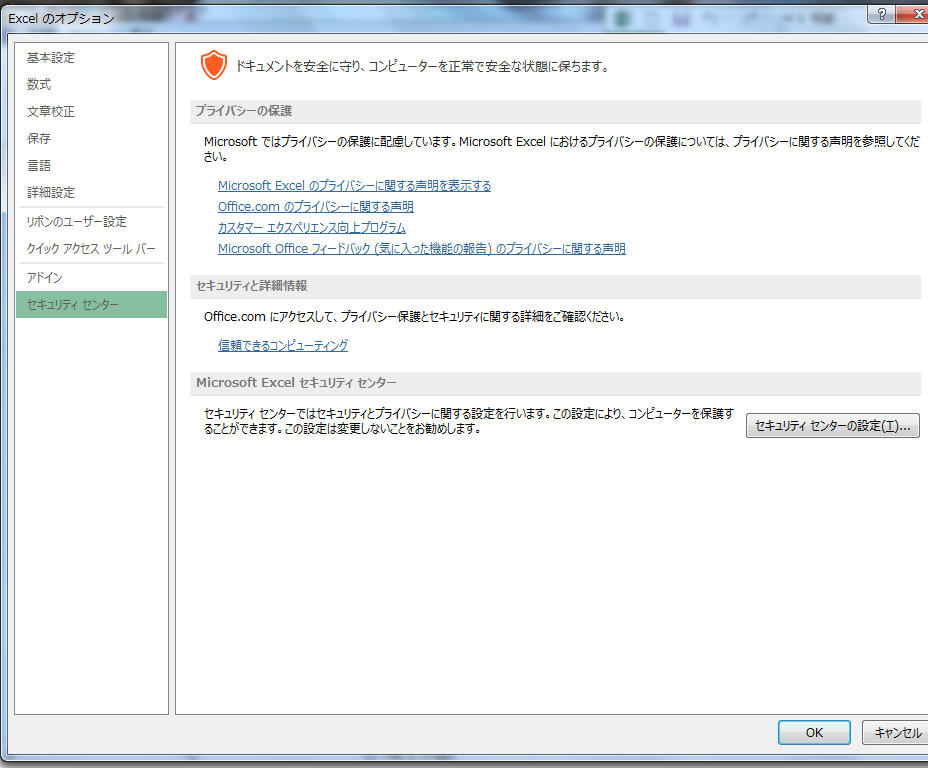 Excel のオプション
基本設定
数式
文章校正
保存
言語
詳細設定
リボンのユーザー設定
クイック アクセス ツール バー
アドイン
セキュリティ センター
ドキュメントを安全に守り、コンピューターを正常で安全な状態に保ちます。
プライバシーの保護
Microsoft ではプライバシーの保護に配慮しています。Microsoft Excel におけるプライバシーの保護については、プライバシーに関する声明を参照してくだ
さい。
Microsoft Excel のプライバシーに関する声明を表示する
Office.com のプライバシーに関する声明
カスタマー エクスペリエンス向上プログラム
Microsoft Office フィードバック (気に入った機能の報告) のプライバシーに関する声明
セキュリティと詳細情報
Office.com にアクセスして、プライバシー保護とセキュリティに関する詳細をご確認ください。
信頼できるコンピューティング
Microsoft Excel セキュリティ センター
セキュリティ センターではセキュリティとプライバシーに関する設定を行います。この設定により、コンピューターを保護す
ることができます。この設定は変更しないことをお勧めします。
セキュリティ センターの設定(T)...
OK
キャンセル